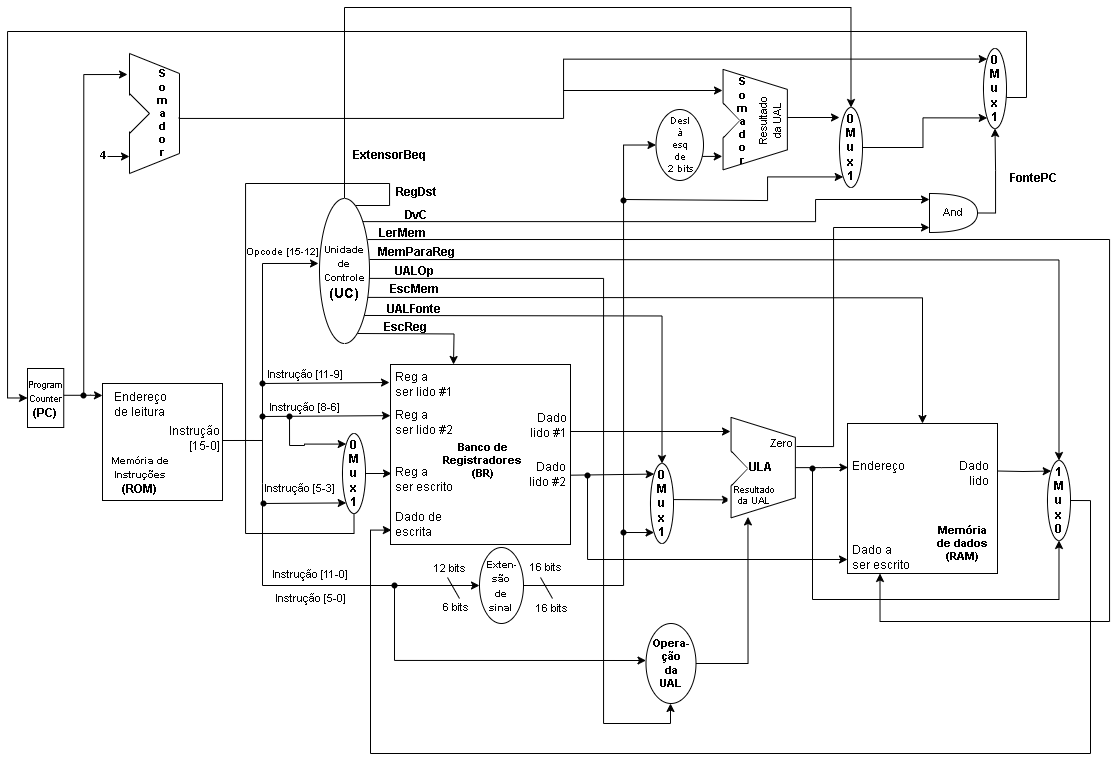 Somador
4
Somador
Resultado
da UAL
Desl
à
esq
de
2 bits
0
Mux
1
0
Mux
1
ExtensorBeq
RegDst
DvC
LerMem
MemParaReg
UALOp
EscMem
UALFonte
EscReg
FontePC
And
Opcode [15-12]
Unidade
de
Controle
(UC)
Program
Counter
(PC)
Endereço
de leitura
Instrução
[15-0]
Memória de
Instruções
(ROM)
Instrução [11-9]
Instrução [8-6]
Instrução [5-3]
0
Mux
1
Reg a
ser lido #1
Reg a
ser lido #2
Banco de
Registradores
(BR)
Reg a
ser escrito
Dado de
escrita
Dado
lido #1
Dado
lido #2
0
Mux
1
Zero
ULA
Resultado
da UAL
Endereço
Dado
lido
Memória
de dados
(RAM)
Dado a
ser escrito
1
Mux
0
Instrução [11-0]
Instrução [5-0]
12 bits
6 bits
Exten-
são
de
sinal
16 bits
16 bits
Opera-
ção
da
UAL